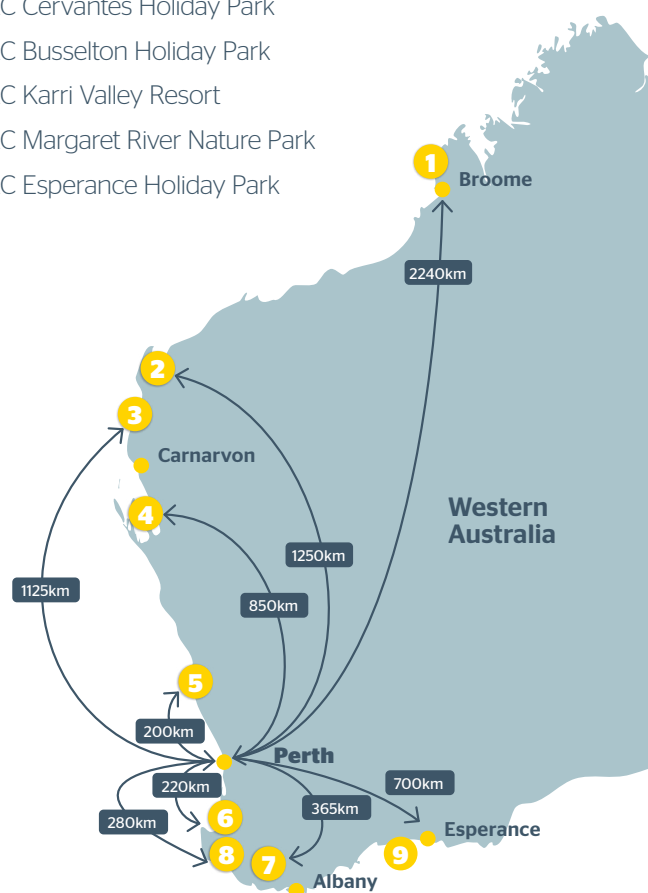 C Cervantes Holiday Park
C Busselton Holiday Park
C Karri Valley Resort
C Margaret River Nature Park
C Esperance Holiday Park
1
Broome
2240km
2
3
Carnarvon
4
Western
Australia
1250km
1125km
850km
5
200km
Perth
700km
220km
365km
6
280km
Esperance
8
7
9
Albany